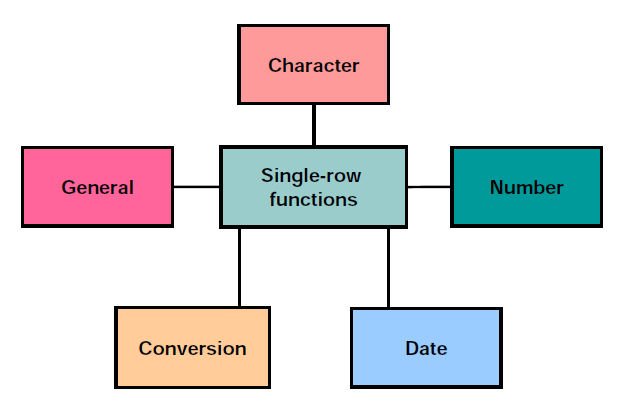 Character
General
Single-row
functions
Number
Conversion
Date